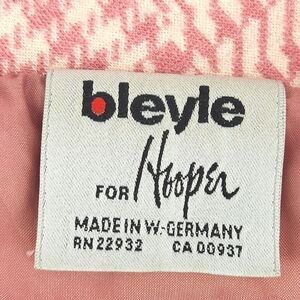 bleyle
FOR Hooper
MADE IN W.GERMANY
RN 22932 CA 00937